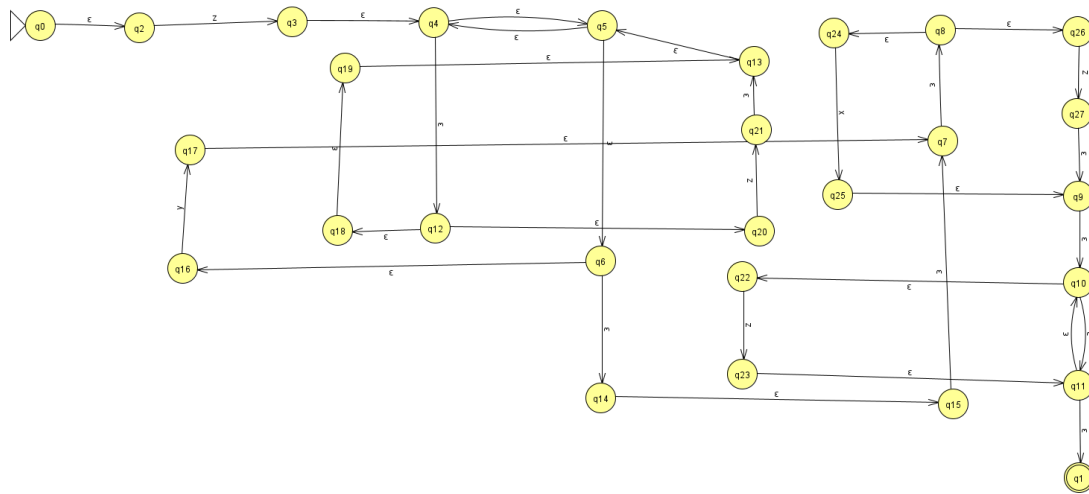 q0 ε q2 Z q3 ε q4 ε q5 q24 ε q8 ε q26
ε
q19 ε q13 ε Z
ε x ε q27
ε q21
q17 ε ε q7 ε
Z
y q25 ε q9
q18 ε q12 ε q20 ε
q16 ε q6 q22 ε q10
ε Z ε
q23 ε q11
q14 ε q15 ε
q1